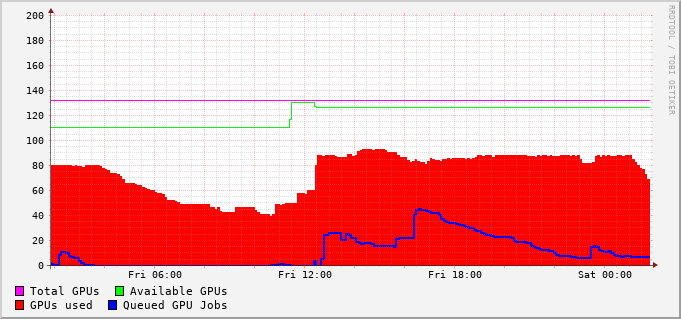 RRDTOOL / TOBI OETIKER
200
180
160
140
120
100
80
60
40
20
0
Fri 06:00 Fri 12:00 Fri 18:00 Sat 00:00
Total GPUs Available GPUs
GPUs used Queued GPU Jobs